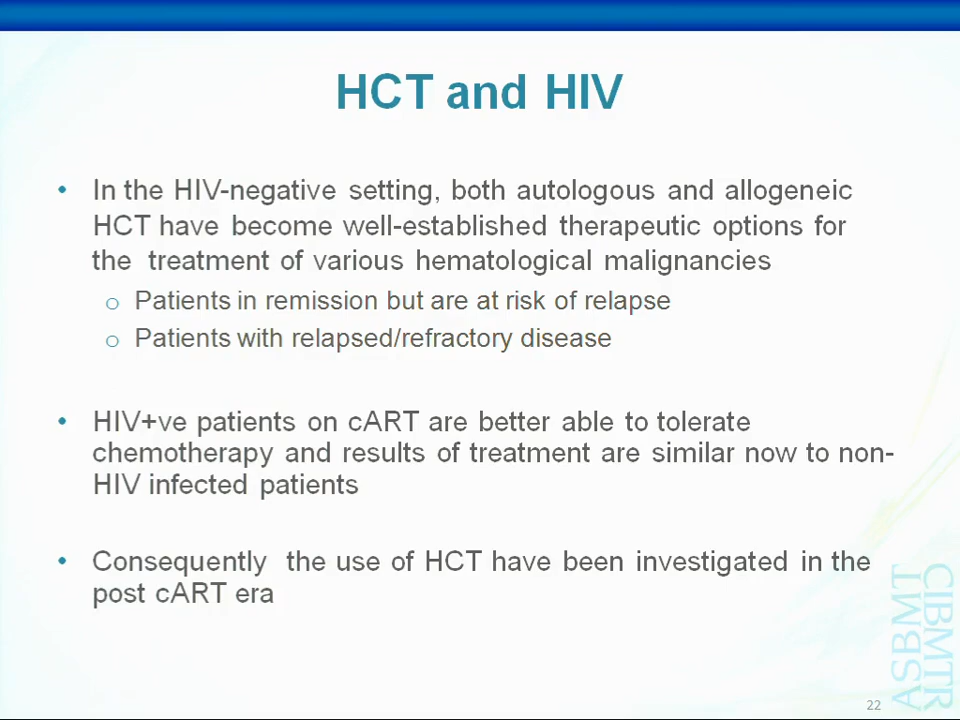 HCT and HIV
• In the HIV-negative setting, both autologous and allogeneic
HCT have become well-established therapeutic options for
the treatment of various hematological malignancies
o Patients in remission but are at risk of relapse
o Patients with relapsed/refractory disease
• HIV+ve patients on cART are better able to tolerate
chemotherapy and results of treatment are similar now to non-
HIV infected patients
• Consequently the use of HCT have been investigated in the
post cART era
ASBMT
CIBMTR
22